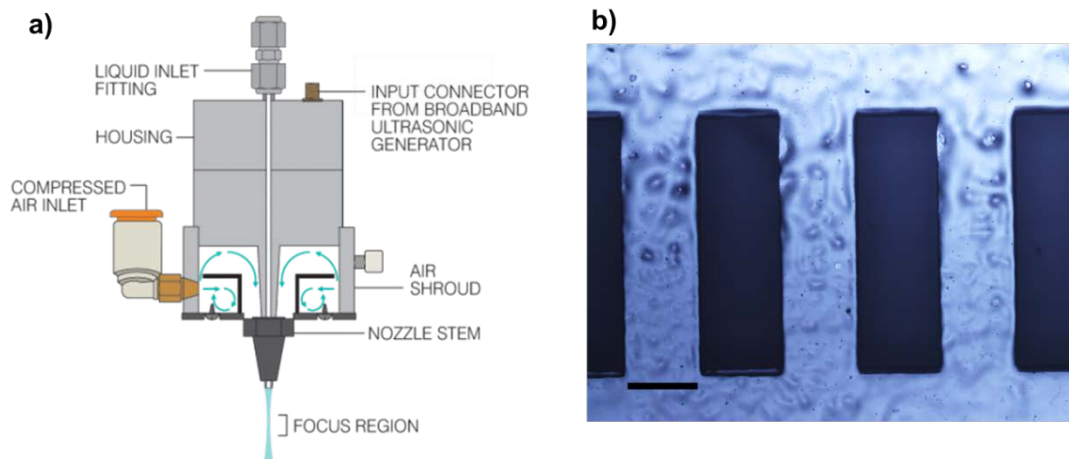 a)
LIQUID INLET
FITTING
HOUSING
COMPRESSED
AIR INLET
INPUT CONNECTOR
FROM BROADBAND
ULTRASONIC
GENERATOR
AIR
SHROUD
NOZZLE STEM
FOCUS REGION
b)